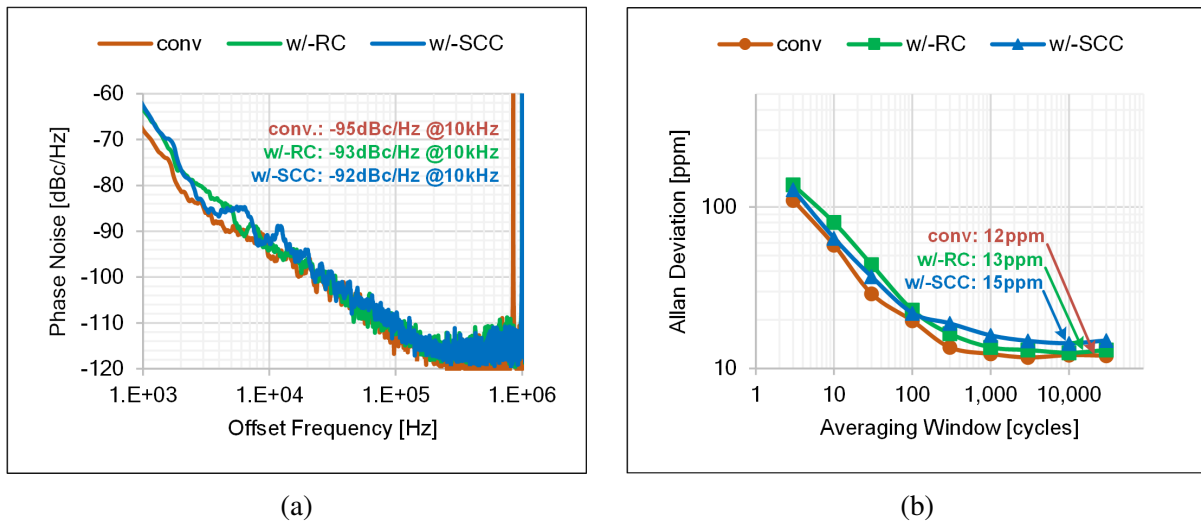 conv w/-RC w/-SCC
-60
-70
-80
-90
-100
-110
-120
Phase Noise [dBc/Hz]
conv.: -95dBc/Hz @10kHz
w/-RC: -93dBc/Hz @10kHz
w/-SCC: -92dBc/Hz @10kHz
1.E+03 1.E+04 1.E+05 1.E+06
Offset Frequency [Hz]
(a)
conv w/-RC w/-SCC
100
10
Allan Deviation [ppm]
conv: 12ppm
w/-RC: 13ppm
w/-SCC: 15ppm
1 10 100 1,000 10,000
Averaging Window [cycles]
(b)